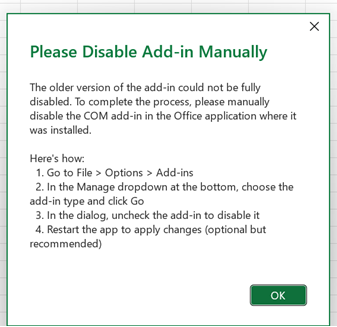 Please Disable Add-in Manually
The older version of the add-in could not be fully
disabled. To complete the process, please manually
disable the COM add-in in the Office application where it
was installed.
Here's how:
1. Go to File > Options > Add-ins
2. In the Manage dropdown at the bottom, choose the
add-in type and click Go
3. In the dialog, uncheck the add-in to disable it
4. Restart the app to apply changes (optional but
recommended)
OK